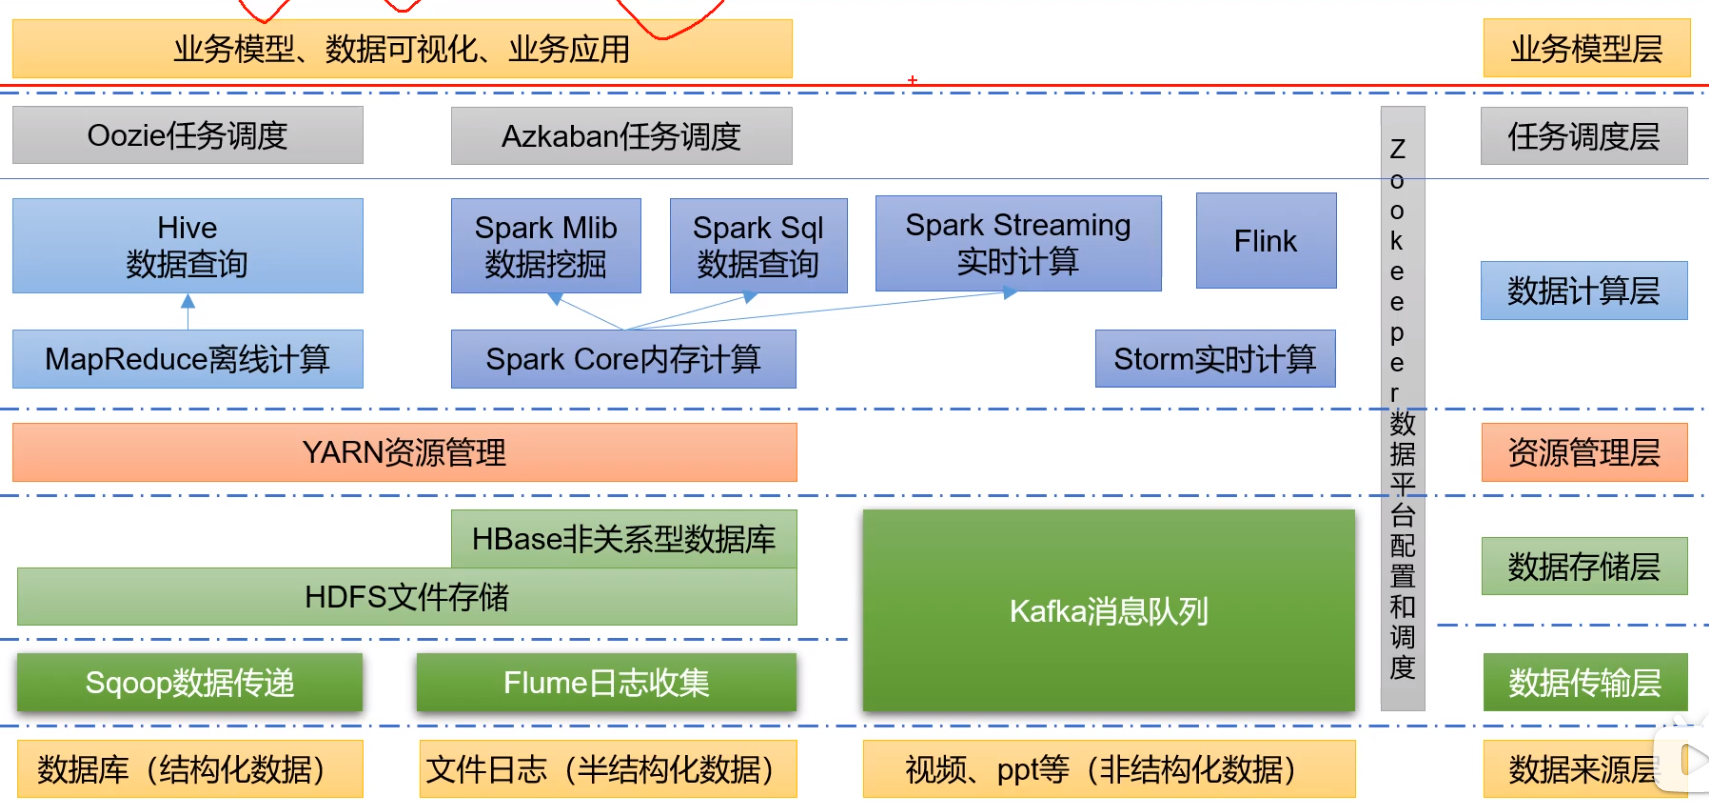 业务模型、数据可视化、业务应用
业务模型层
Oozie任务调度
Azkaban任务调度
任务调度层
Hive
数据查询
Spark Mlib
数据挖掘
Spark Sql
数据查询
Spark Streaming
实时计算
Flink
数据计算层
MapReduce离线计算
Spark Core内存计算
Storm实时计算
Zookeeper数据平台配置和调度
YARN资源管理
资源管理层
HBase非关系型数据库
HDFS文件存储
Kafka消息队列
数据存储层
Sqoop数据传递
Flume日志收集
数据传输层
数据库（结构化数据）
文件日志（半结构化数据）
视频、ppt等（非结构化数据）
数据来源层